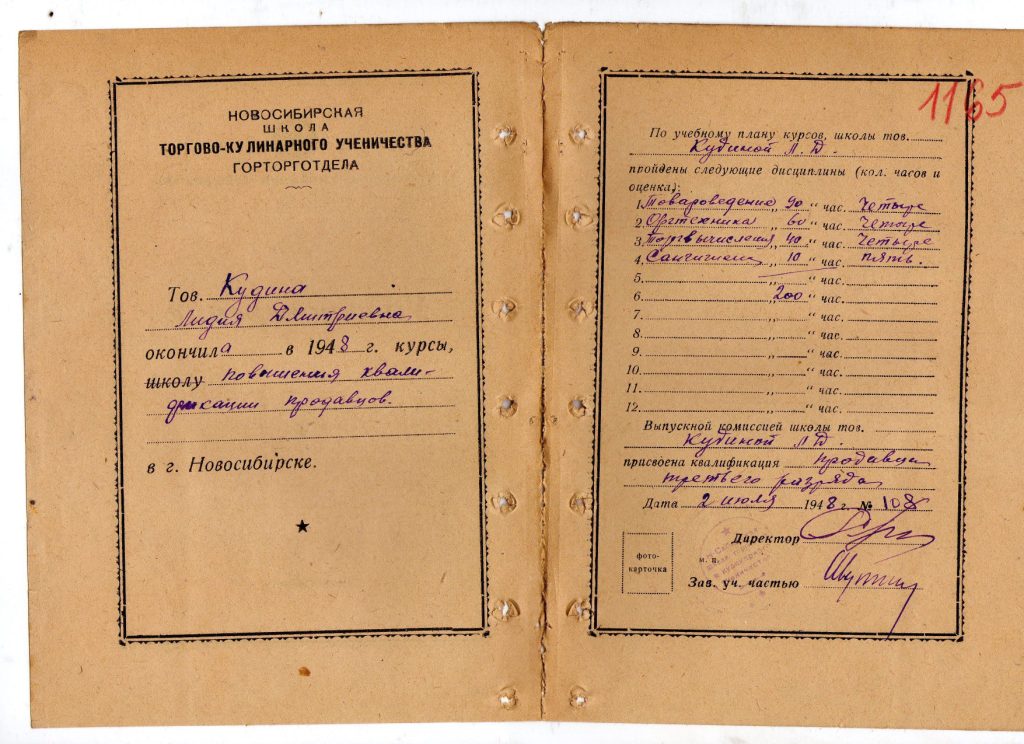 НОВОСИБИРСКАЯ
ШКОЛА
ТОРГОВО-КУЛИНАРНОГО УЧЕНИЧЕСТВА
ГОРТОРГОТДЕЛА
Тов. Кудина
Лидия Дмитриевна
окончила в 1948 г. курсы,
школу повышения квали-
фикации продавцов.
в г. Новосибирске.
1165
По учебному плану курсов, школы тов.
Кудиной Л. Д.
пройдены следующие дисциплины (кол. часов и
оценка):
1. Товароведение „ 90 “ час. четыре
2. Оргтехника „ 60 “ час. четыре
3. Торгвычисления „ 40 “ час. четыре
4. Сангигиена „ 10 “ час. пять.
5. „ “ час.
6. „ 200 “ час.
7. „ “ час.
8. „ “ час.
9. „ “ час.
10. „ “ час.
11. „ “ час.
12. „ “ час.
Выпускной комиссией школы тов.
Кудиной Л. Д.
присвоена квалификация продавца
третьего разряда
Дата 2 июля 1948 г. № 108
Директор
фото-
карточка
м. п.
Зав. уч. частью